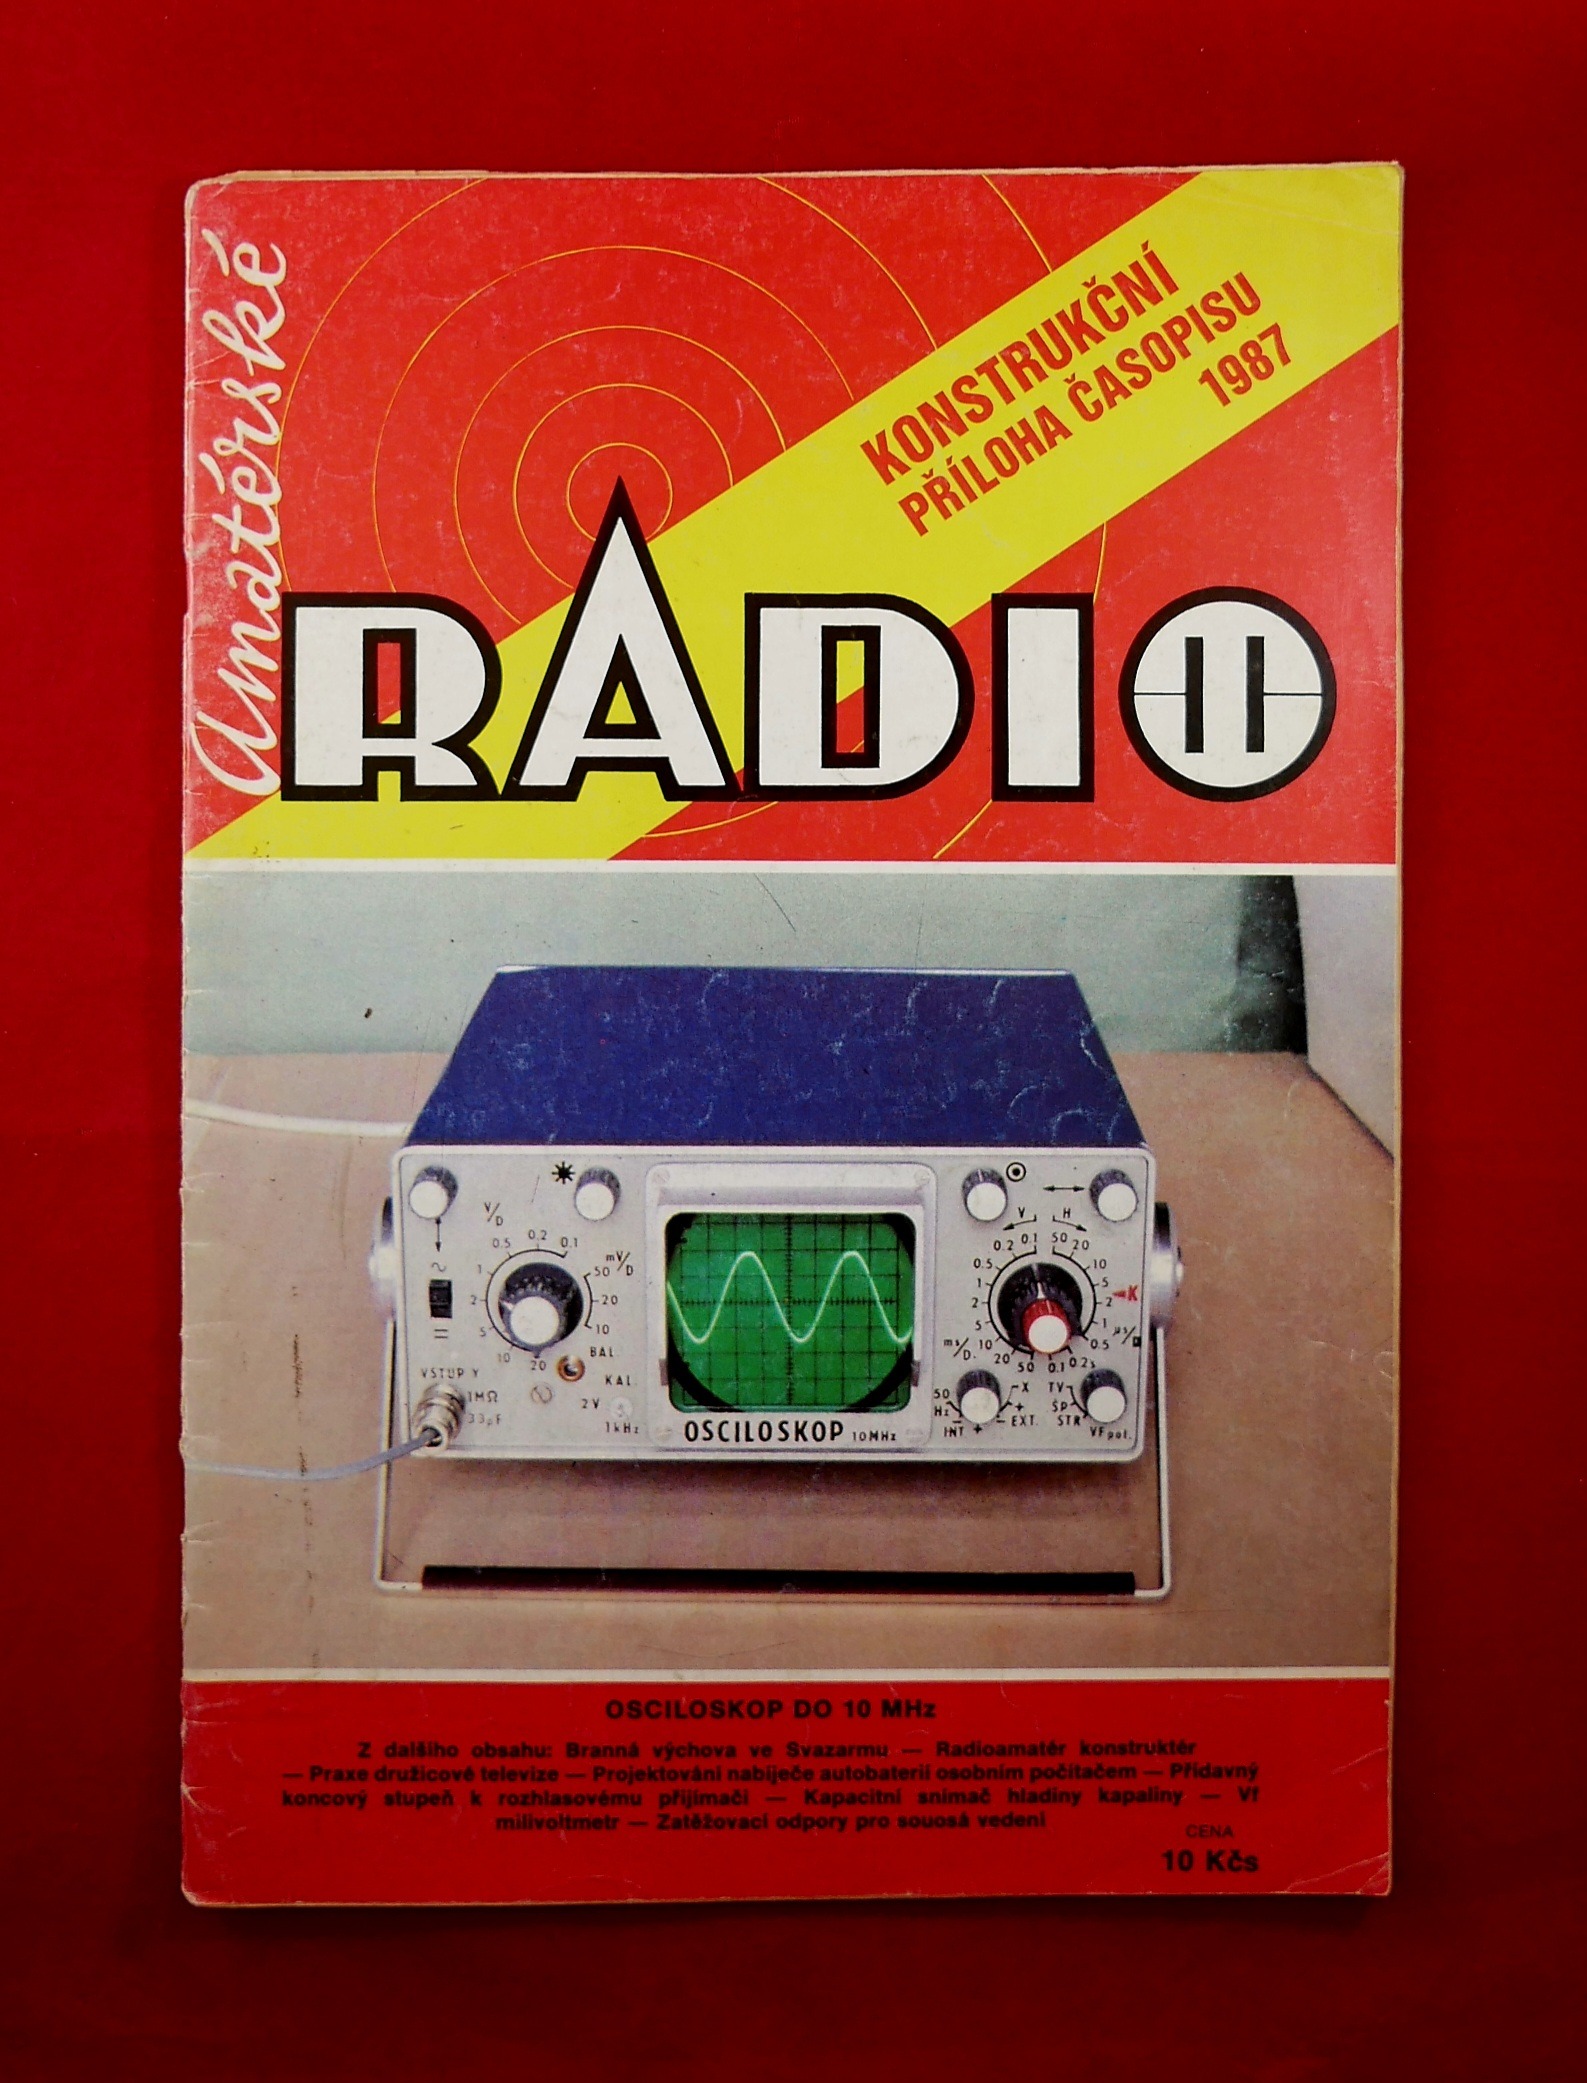 Amatérské
KONSTRUKČNÍ
PŘÍLOHA ČASOPISU
1987
RADIO
V/D
0.5 0.2 0.1
mV/D
1 50
2 20
5 10
10 20
BAL.
VSTUP Y
1MΩ
33pF
KAL.
2V
1kHz
OSCILOSKOP 10MHz
V H
0.2 0.1 50 20
0.5 10
1 5
K
2 2
5 1
ms/D. 10 0.5 µs/D
20 50 0.1 0.2s
50 Hz
X
+
EXT.
INT +
TV
ŠP
STR
VFpol.
OSCILOSKOP DO 10 MHz
Z dalšího obsahu: Branná výchova ve Svazarmu — Radioamatér konstruktér
— Praxe družicové televize — Projektování nabíječe autobaterií osobním počítačem — Přídavný
koncový stupeň k rozhlasovému přijímači — Kapacitní snímač hladiny kapaliny — Vf
milivoltmetr — Zatěžovací odpory pro souosá vedení
CENA
10 Kčs